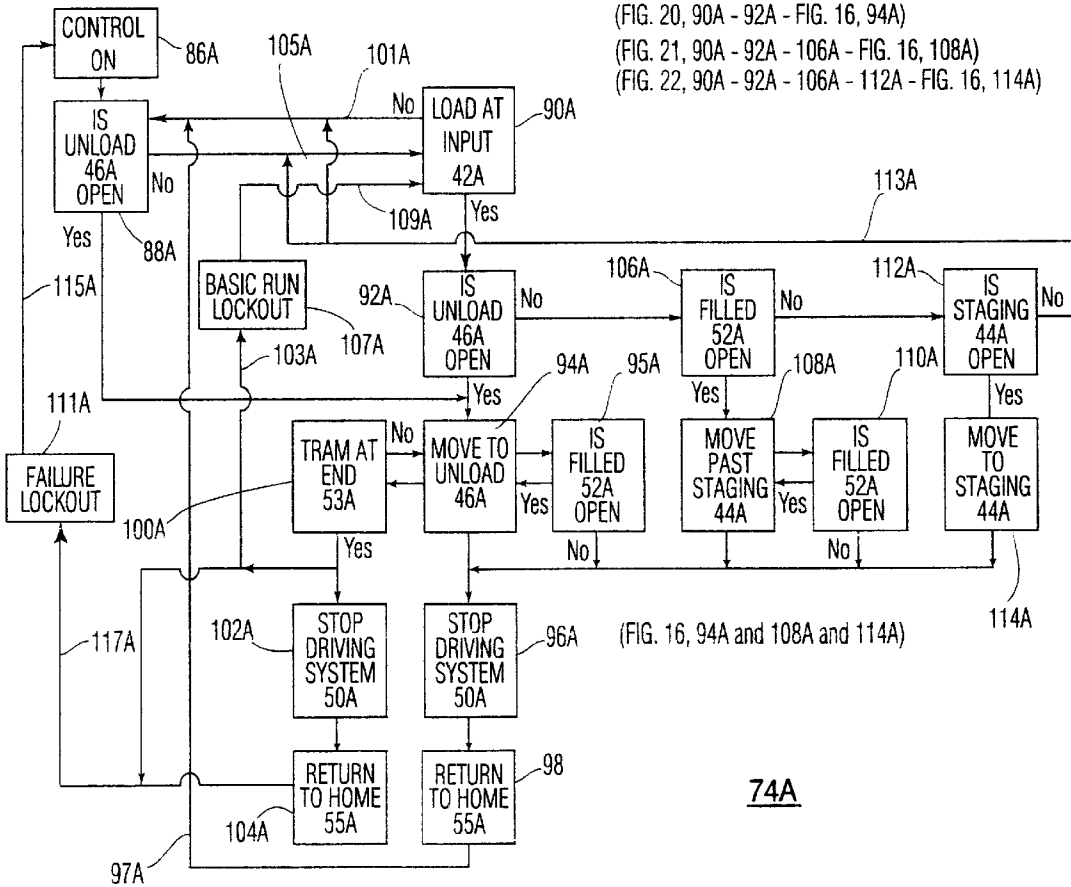 (FIG. 20, 90A - 92A - FIG. 16, 94A)
(FIG. 21, 90A - 92A - 106A - FIG. 16, 108A)
(FIG. 22, 90A - 92A - 106A - 112A - FIG. 16, 114A)
CONTROL
ON
86A
105A
101A
No
LOAD AT
INPUT
42A
90A
IS
UNLOAD
46A
OPEN
No
Yes
88A
109A
Yes
113A
115A
BASIC RUN
LOCKOUT
107A
103A
92A
IS
UNLOAD
46A
OPEN
No
Yes
106A
IS
FILLED
52A
OPEN
No
Yes
112A
IS
STAGING
44A
OPEN
No
Yes
94A
95A
108A
110A
111A
FAILURE
LOCKOUT
TRAM AT
END
53A
No
Yes
100A
MOVE TO
UNLOAD
46A
IS
FILLED
52A
OPEN
Yes
No
MOVE
PAST
STAGING
44A
IS
FILLED
52A
OPEN
Yes
No
MOVE
TO
STAGING
44A
114A
117A
102A
STOP
DRIVING
SYSTEM
50A
STOP
DRIVING
SYSTEM
50A
96A
(FIG. 16, 94A and 108A and 114A)
RETURN
TO HOME
55A
104A
RETURN
TO HOME
55A
98
97A
74A